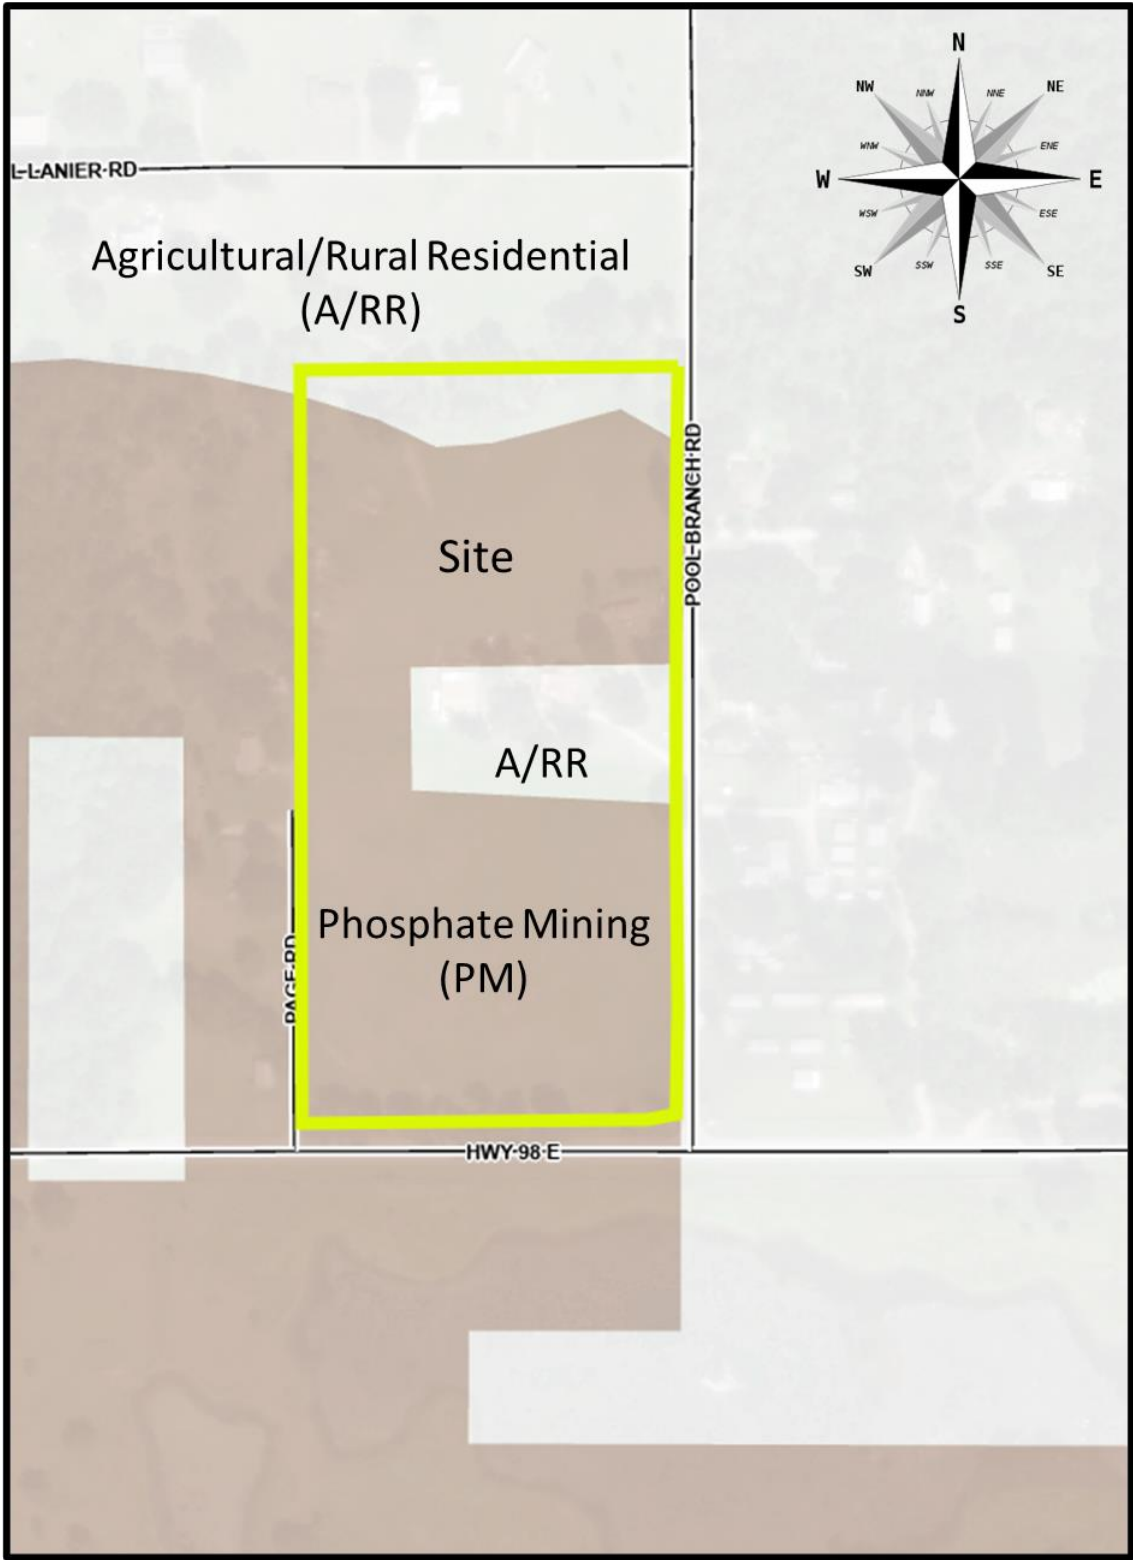 N
NW
NNW
NNE
NE
WNW
ENE
W
E
WSW
ESE
SW
SSW
SSE
SE
S
L-LANIER-RD
Agricultural/Rural Residential
(A/RR)
POOL-BRANCH-RD
Site
A/RR
Phosphate Mining
(PM)
PAGE-RD
HWY-98-E